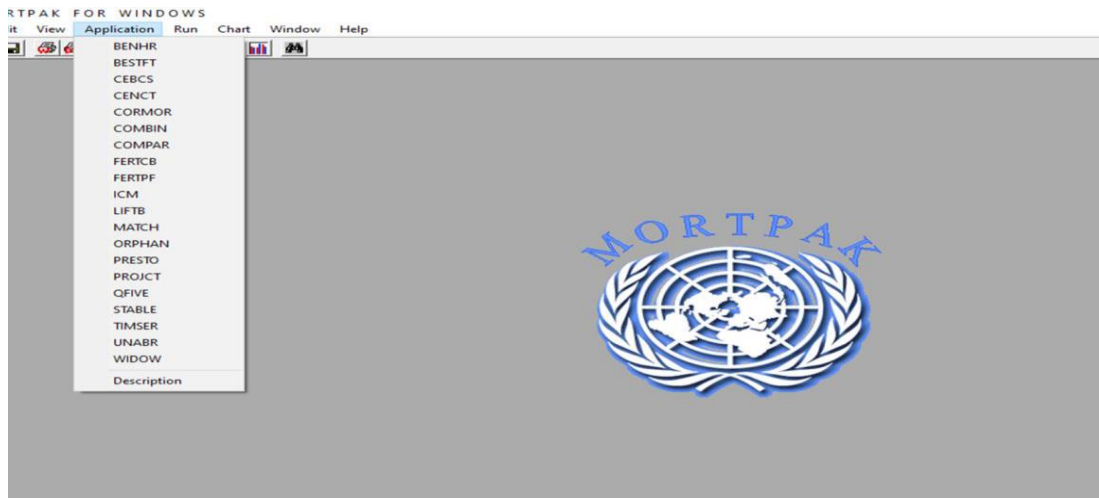 RTPAK FOR WINDOWS
it View Application Run Chart Window Help
BENHR
BESTFT
CEBCS
CENCT
CORMOR
COMBIN
COMPAR
FERTCB
FERTPF
ICM
LIFTB
MATCH
ORPHAN
PRESTO
PROJCT
QFIVE
STABLE
TIMSER
UNABR
WIDOW
Description
MORTPAK